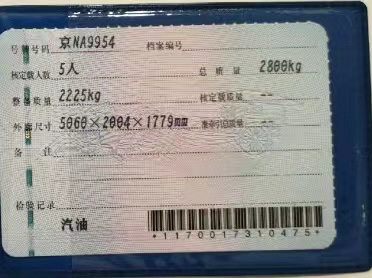 号牌号码 京NA9954 档案编号
核定载人数 5人 总质量 2800kg
整备质量 2225kg 核定载质量 --
外廓尺寸 5060×2004×1779mm 准牵引总质量 --
备注
检验记录
汽油
*1170017310475*